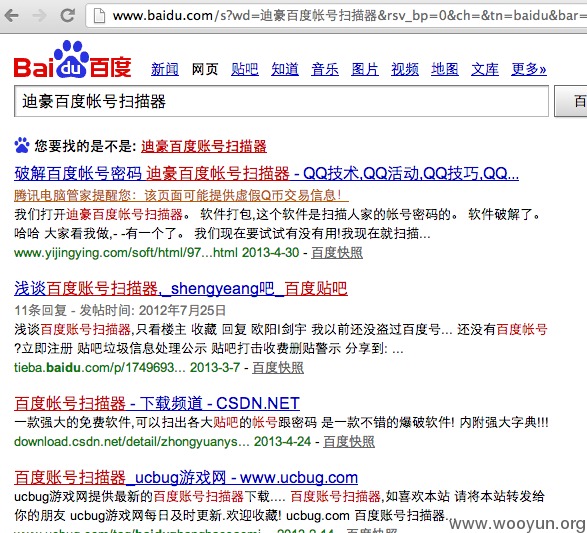 www.baidu.com/s?wd=迪豪百度帐号扫描器&rsv_bp=0&ch=&tn=baidu&bar=
Bai du 百度 新闻 网页 贴吧 知道 音乐 图片 视频 地图 文库 更多»
迪豪百度帐号扫描器 百
您要找的是不是: 迪豪百度账号扫描器
破解百度帐号密码 迪豪百度帐号扫描器 - QQ技术,QQ活动,QQ技巧,QQ...
腾讯电脑管家提醒您：该页面可能提供虚假Q币交易信息！
我们打开迪豪百度帐号扫描器。 软件打包,这个软件是扫描人家的帐号密码的。 软件破解了。
哈哈 大家看我做,- -有一个了。 我们现在要试试有没有用!我现在就扫描...
www.yijingying.com/soft/html/97...html 2013-4-30 - 百度快照
浅谈百度账号扫描器,_shengyeang吧_百度贴吧
11条回复 - 发帖时间: 2012年7月25日
浅谈百度账号扫描器,只看楼主 收藏 回复 欧阳I剑宇 我以前还没盗过百度号... 还没有百度帐号
?立即注册 贴吧垃圾信息处理公示 贴吧打击收费删贴警示 分享到: ...
tieba.baidu.com/p/1749693... 2013-3-7 - 百度快照
百度帐号扫描器 - 下载频道 - CSDN.NET
一款强大的免费软件,可以扫出各大贴吧的帐号跟密码 是一款不错的爆破软件! 内附强大字典!!!
download.csdn.net/detail/zhongyuanys... 2013-4-24 - 百度快照
百度账号扫描器_ucbug游戏网 - www.ucbug.com
ucbug游戏网提供最新的百度账号扫描器下载.... 百度账号扫描器,如喜欢本站 请将本站转发给
你的朋友 ucbug游戏网每日及时更新.欢迎收藏! ucbug.com 百度账号扫描器.
www.wooyun.org